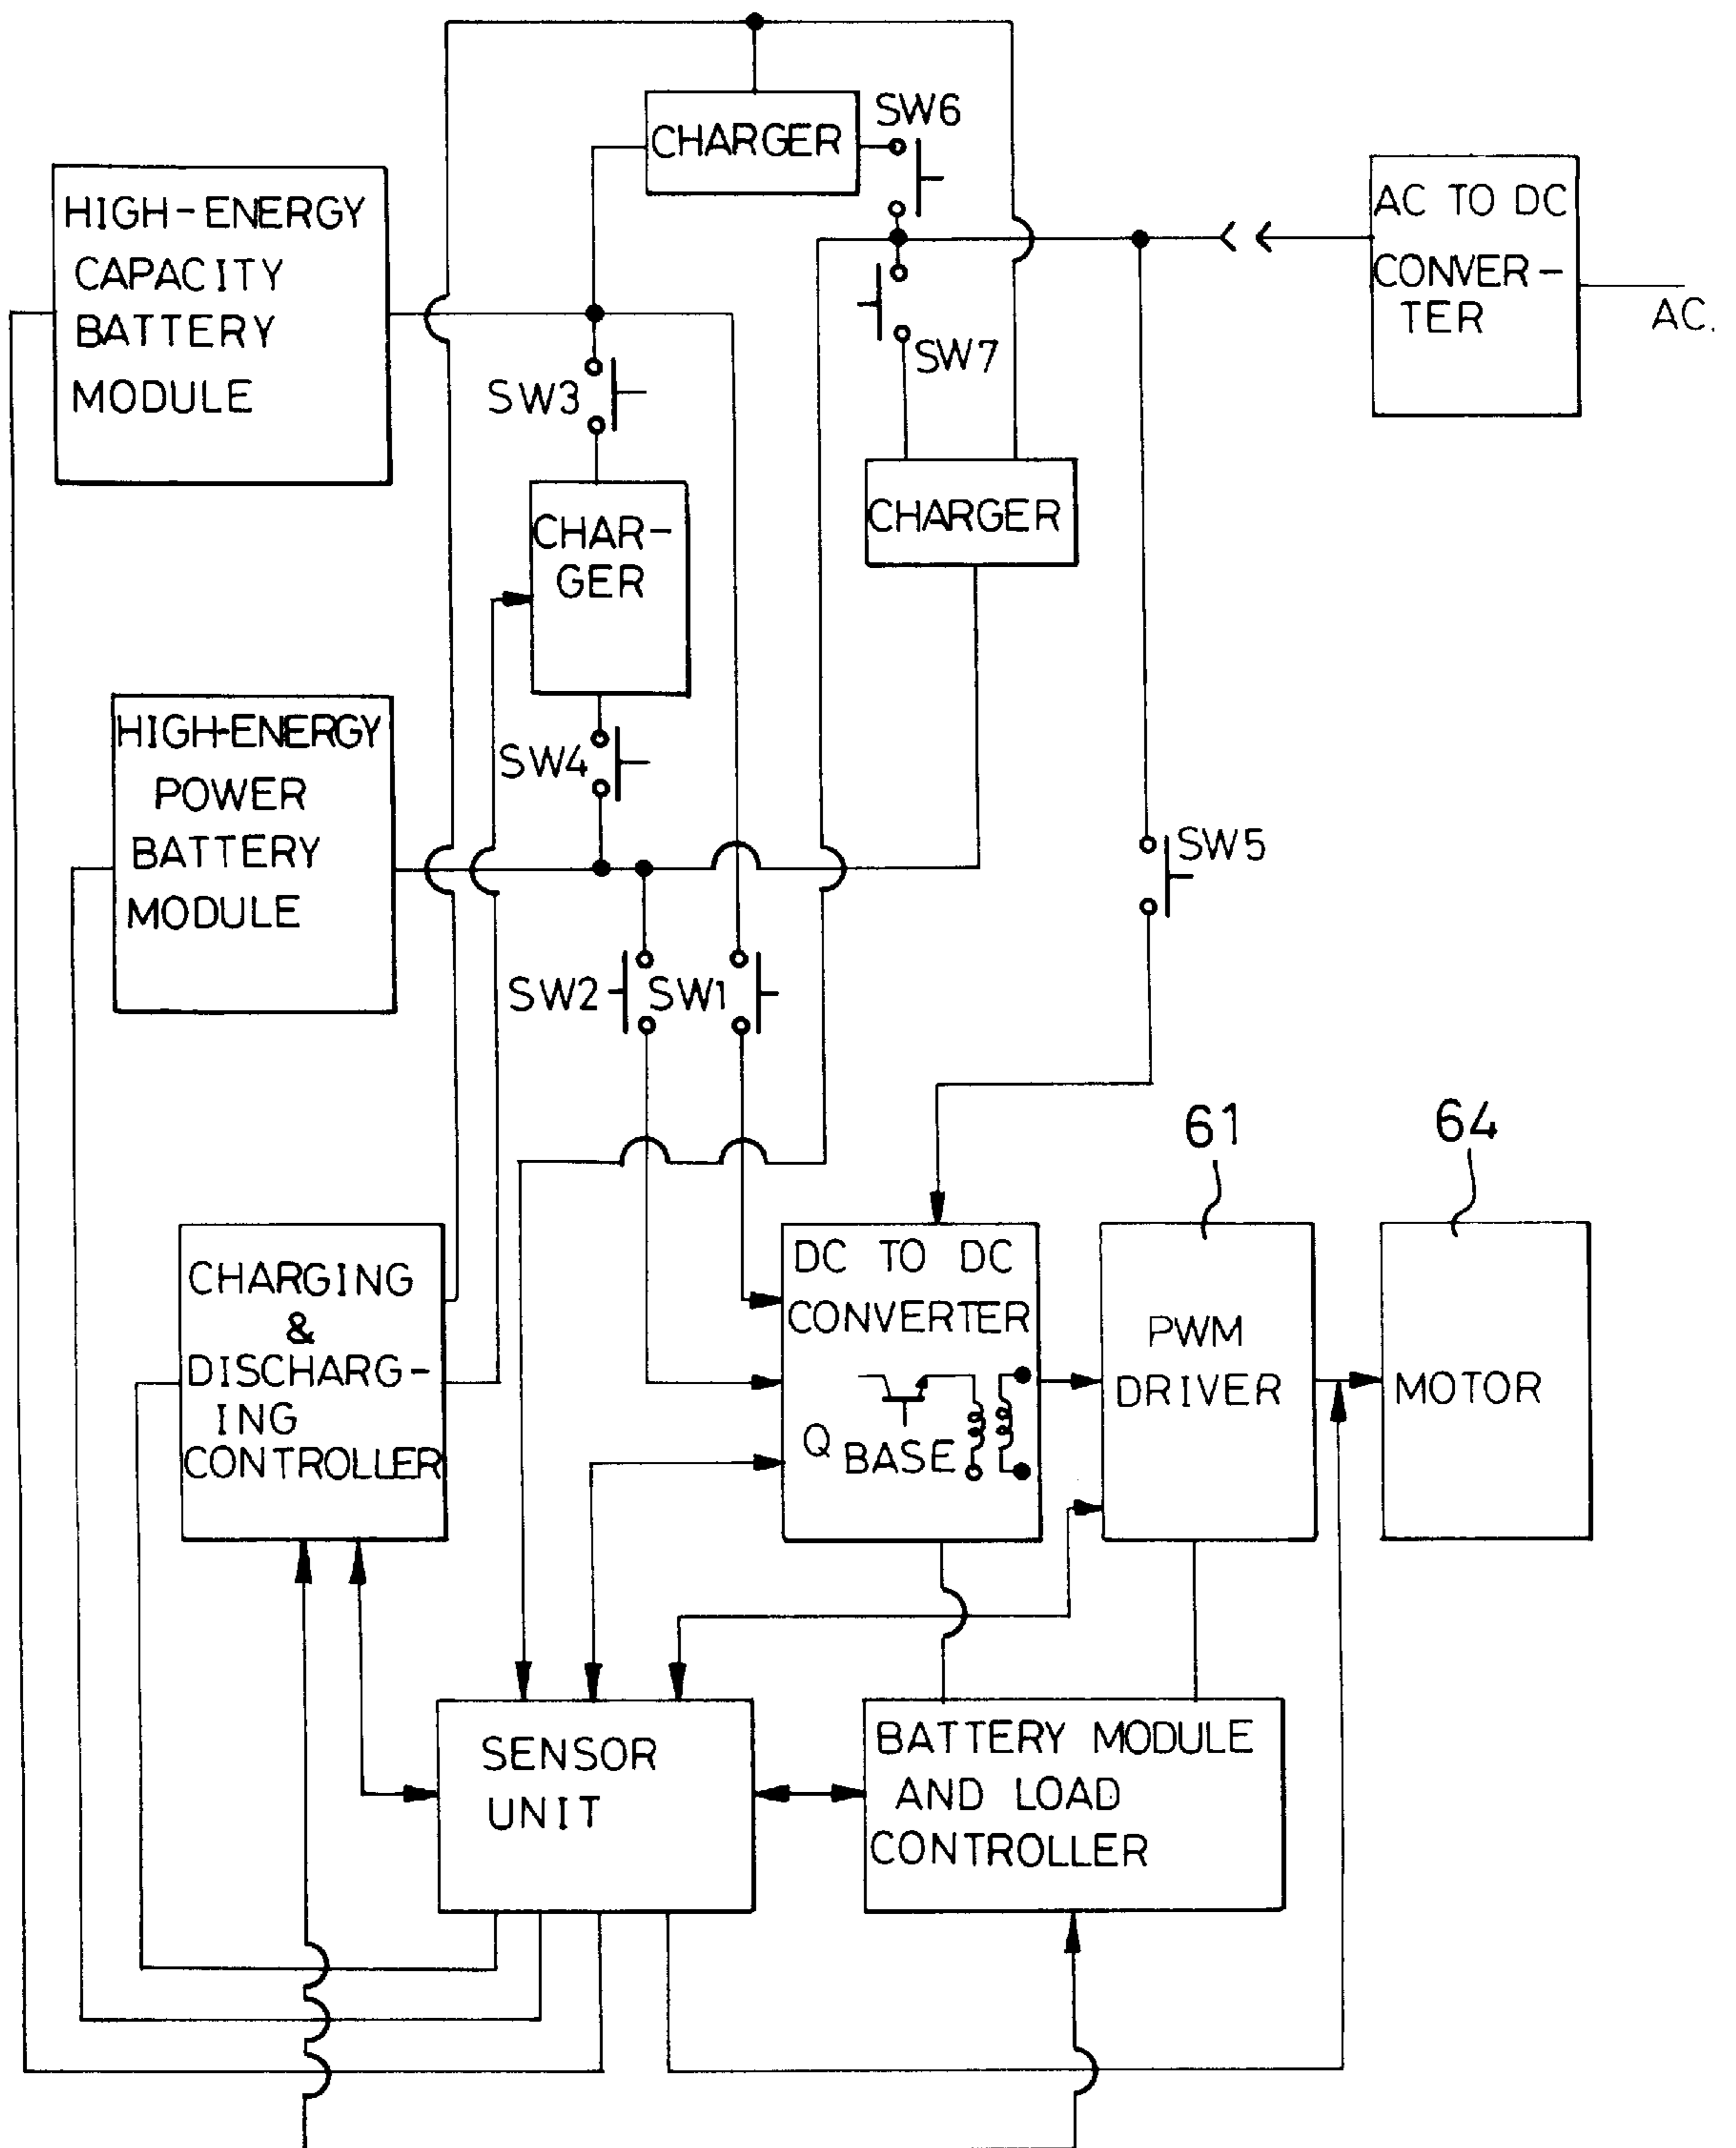 CHARGER
SW6
HIGH-ENERGY
CAPACITY
BATTERY
MODULE
AC TO DC
CONVER-
TER
AC.
SW7
SW3
CHARGER
CHAR-
GER
HIGH-ENERGY
POWER
BATTERY
MODULE
SW4
SW5
SW2
SW1
61
64
CHARGING
&
DISCHARG-
ING
CONTROLLER
DC TO DC
CONVERTER
Q
BASE
PWM
DRIVER
MOTOR
SENSOR
UNIT
BATTERY MODULE
AND LOAD
CONTROLLER